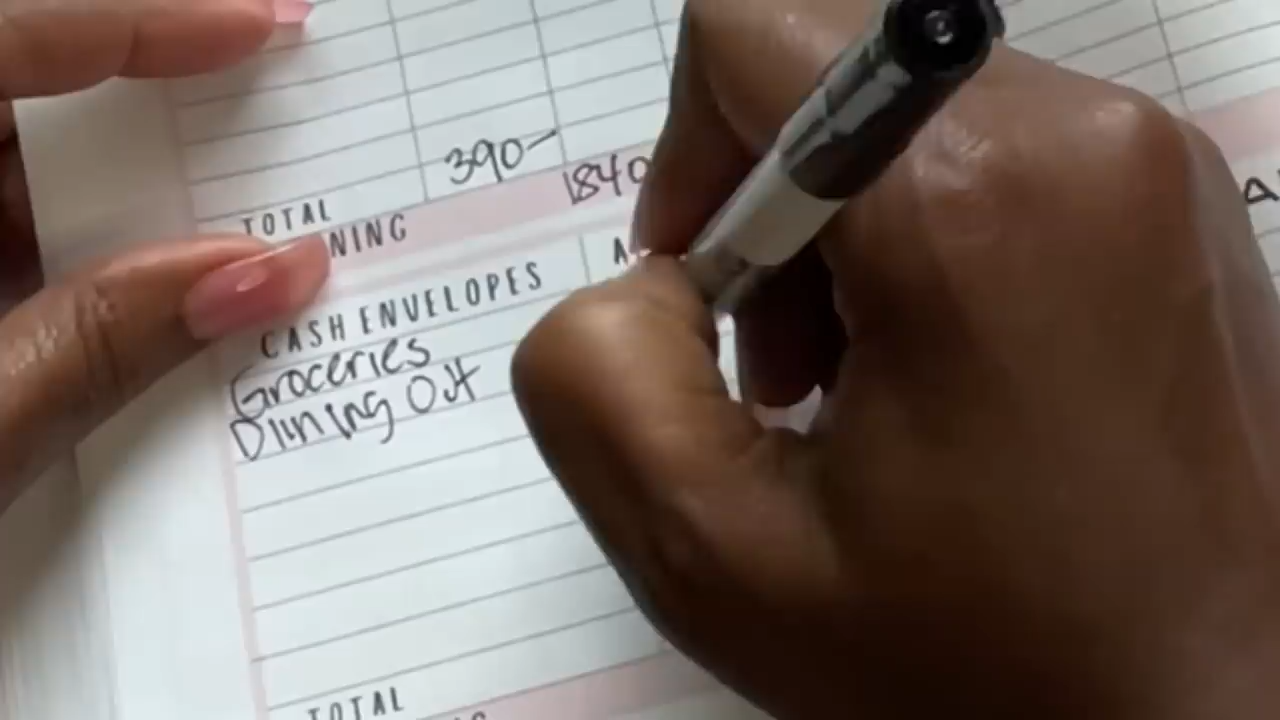 390-
TOTAL
NING 1840
CASH ENVELOPES A
Groceries
Dining Out
TOTAL